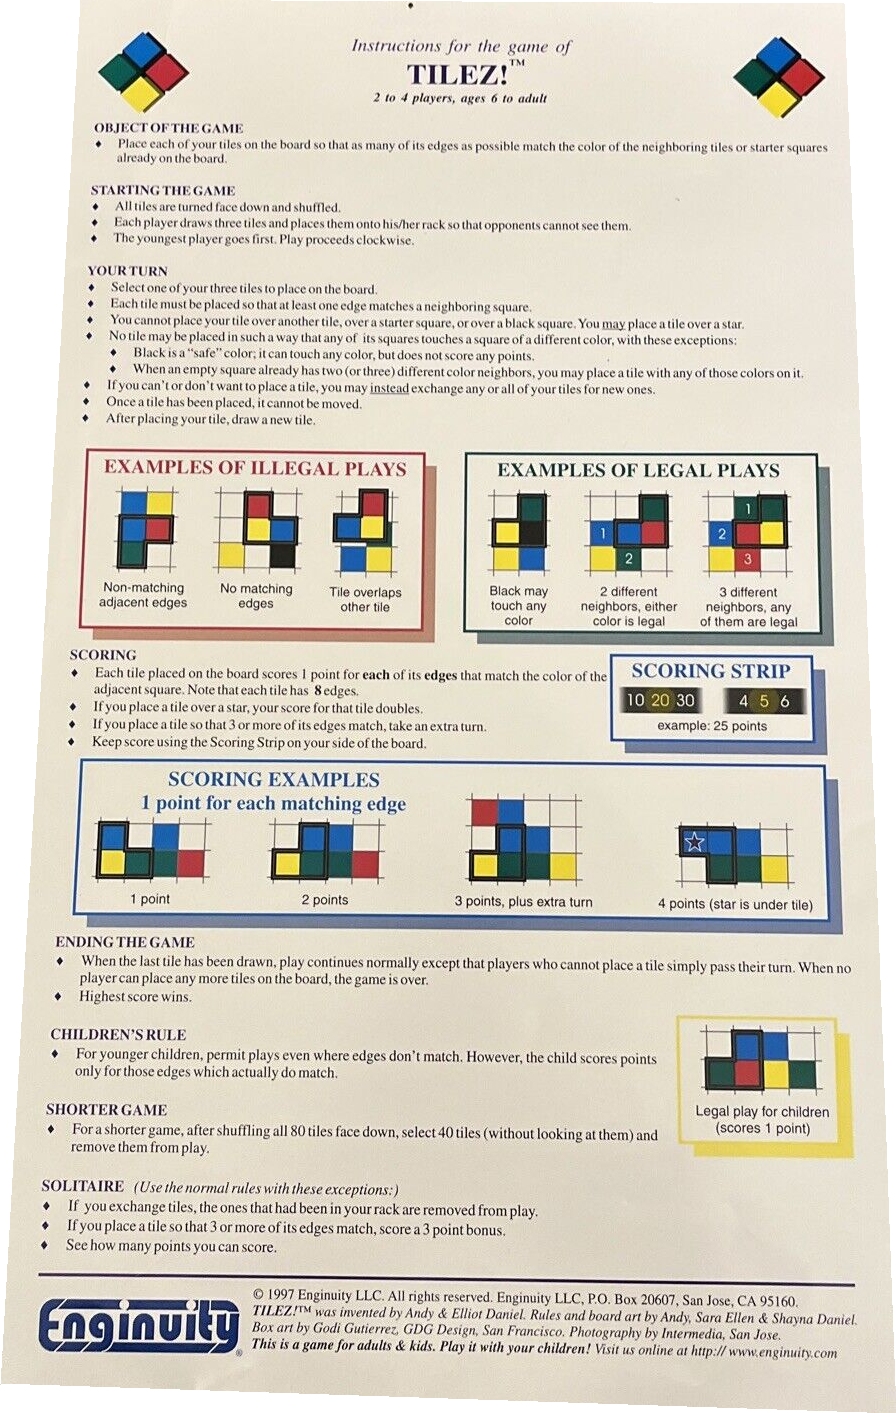 Instructions for the game of
TILEZ!™
2 to 4 players, ages 6 to adult
OBJECT OF THE GAME
♦ Place each of your tiles on the board so that as many of its edges as possible match the color of the neighboring tiles or starter squares
already on the board.
STARTING THE GAME
♦ All tiles are turned face down and shuffled.
♦ Each player draws three tiles and places them onto his/her rack so that opponents cannot see them.
♦ The youngest player goes first. Play proceeds clockwise.
YOUR TURN
♦ Select one of your three tiles to place on the board.
♦ Each tile must be placed so that at least one edge matches a neighboring square.
♦ You cannot place your tile over another tile, over a starter square, or over a black square. You may place a tile over a star.
♦ No tile may be placed in such a way that any of its squares touches a square of a different color, with these exceptions:
♦ Black is a "safe" color; it can touch any color, but does not score any points.
♦ When an empty square already has two (or three) different color neighbors, you may place a tile with any of those colors on it.
♦ If you can't or don't want to place a tile, you may instead exchange any or all of your tiles for new ones.
♦ Once a tile has been placed, it cannot be moved.
♦ After placing your tile, draw a new tile.
EXAMPLES OF ILLEGAL PLAYS
Non-matching
adjacent edges
No matching
edges
Tile overlaps
other tile
EXAMPLES OF LEGAL PLAYS
1
2
1
2
3
Black may
touch any
color
2 different
neighbors, either
color is legal
3 different
neighbors, any
of them are legal
SCORING
♦ Each tile placed on the board scores 1 point for each of its edges that match the color of the
adjacent square. Note that each tile has 8 edges.
♦ If you place a tile over a star, your score for that tile doubles.
♦ If you place a tile so that 3 or more of its edges match, take an extra turn.
♦ Keep score using the Scoring Strip on your side of the board.
SCORING STRIP
10 20 30 4 5 6
example: 25 points
SCORING EXAMPLES
1 point for each matching edge
1 point
2 points
3 points, plus extra turn
4 points (star is under tile)
ENDING THE GAME
♦ When the last tile has been drawn, play continues normally except that players who cannot place a tile simply pass their turn. When no
player can place any more tiles on the board, the game is over.
♦ Highest score wins.
CHILDREN'S RULE
♦ For younger children, permit plays even where edges don't match. However, the child scores points
only for those edges which actually do match.
Legal play for children
(scores 1 point)
SHORTER GAME
♦ For a shorter game, after shuffling all 80 tiles face down, select 40 tiles (without looking at them) and
remove them from play.
SOLITAIRE (Use the normal rules with these exceptions:)
♦ If you exchange tiles, the ones that had been in your rack are removed from play.
♦ If you place a tile so that 3 or more of its edges match, score a 3 point bonus.
♦ See how many points you can score.
Enginuity®
© 1997 Enginuity LLC. All rights reserved. Enginuity LLC, P.O. Box 20607, San Jose, CA 95160.
TILEZ!™ was invented by Andy & Elliot Daniel. Rules and board art by Andy, Sara Ellen & Shayna Daniel.
Box art by Godi Gutierrez, GDG Design, San Francisco. Photography by Intermedia, San Jose.
This is a game for adults & kids. Play it with your children! Visit us online at http:// www.enginuity.com